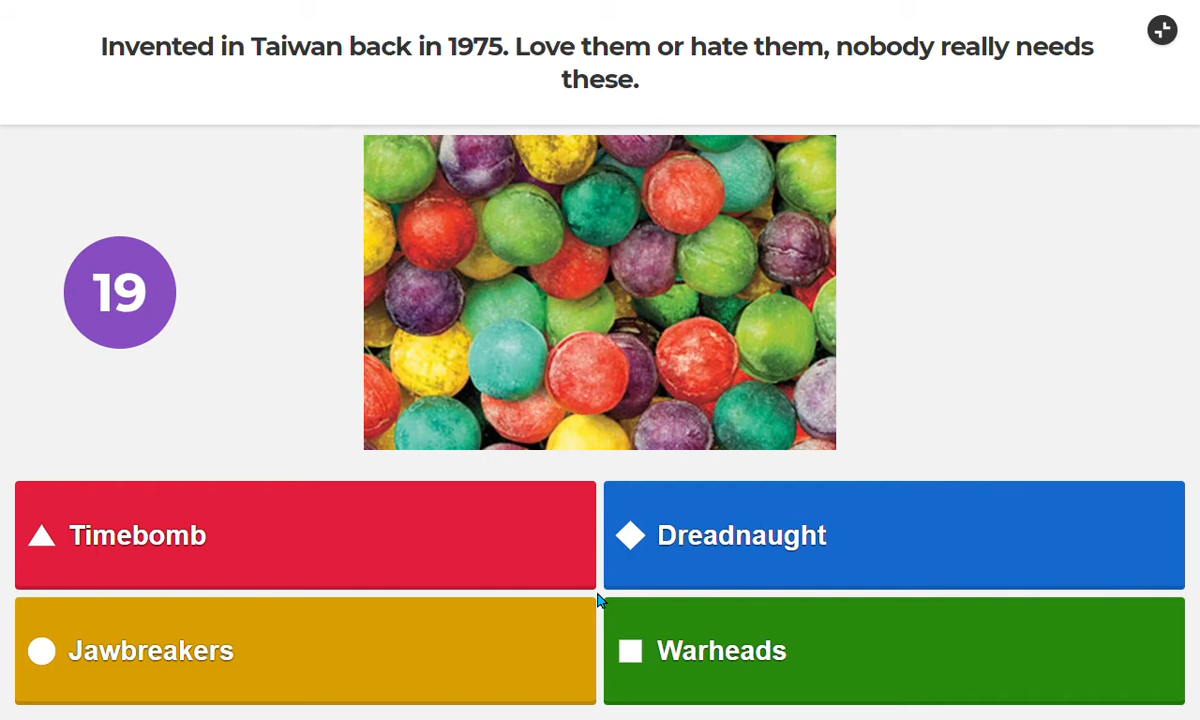 Invented in Taiwan back in 1975. Love them or hate them, nobody really needs
these.
19
Timebomb
Dreadnaught
Jawbreakers
Warheads